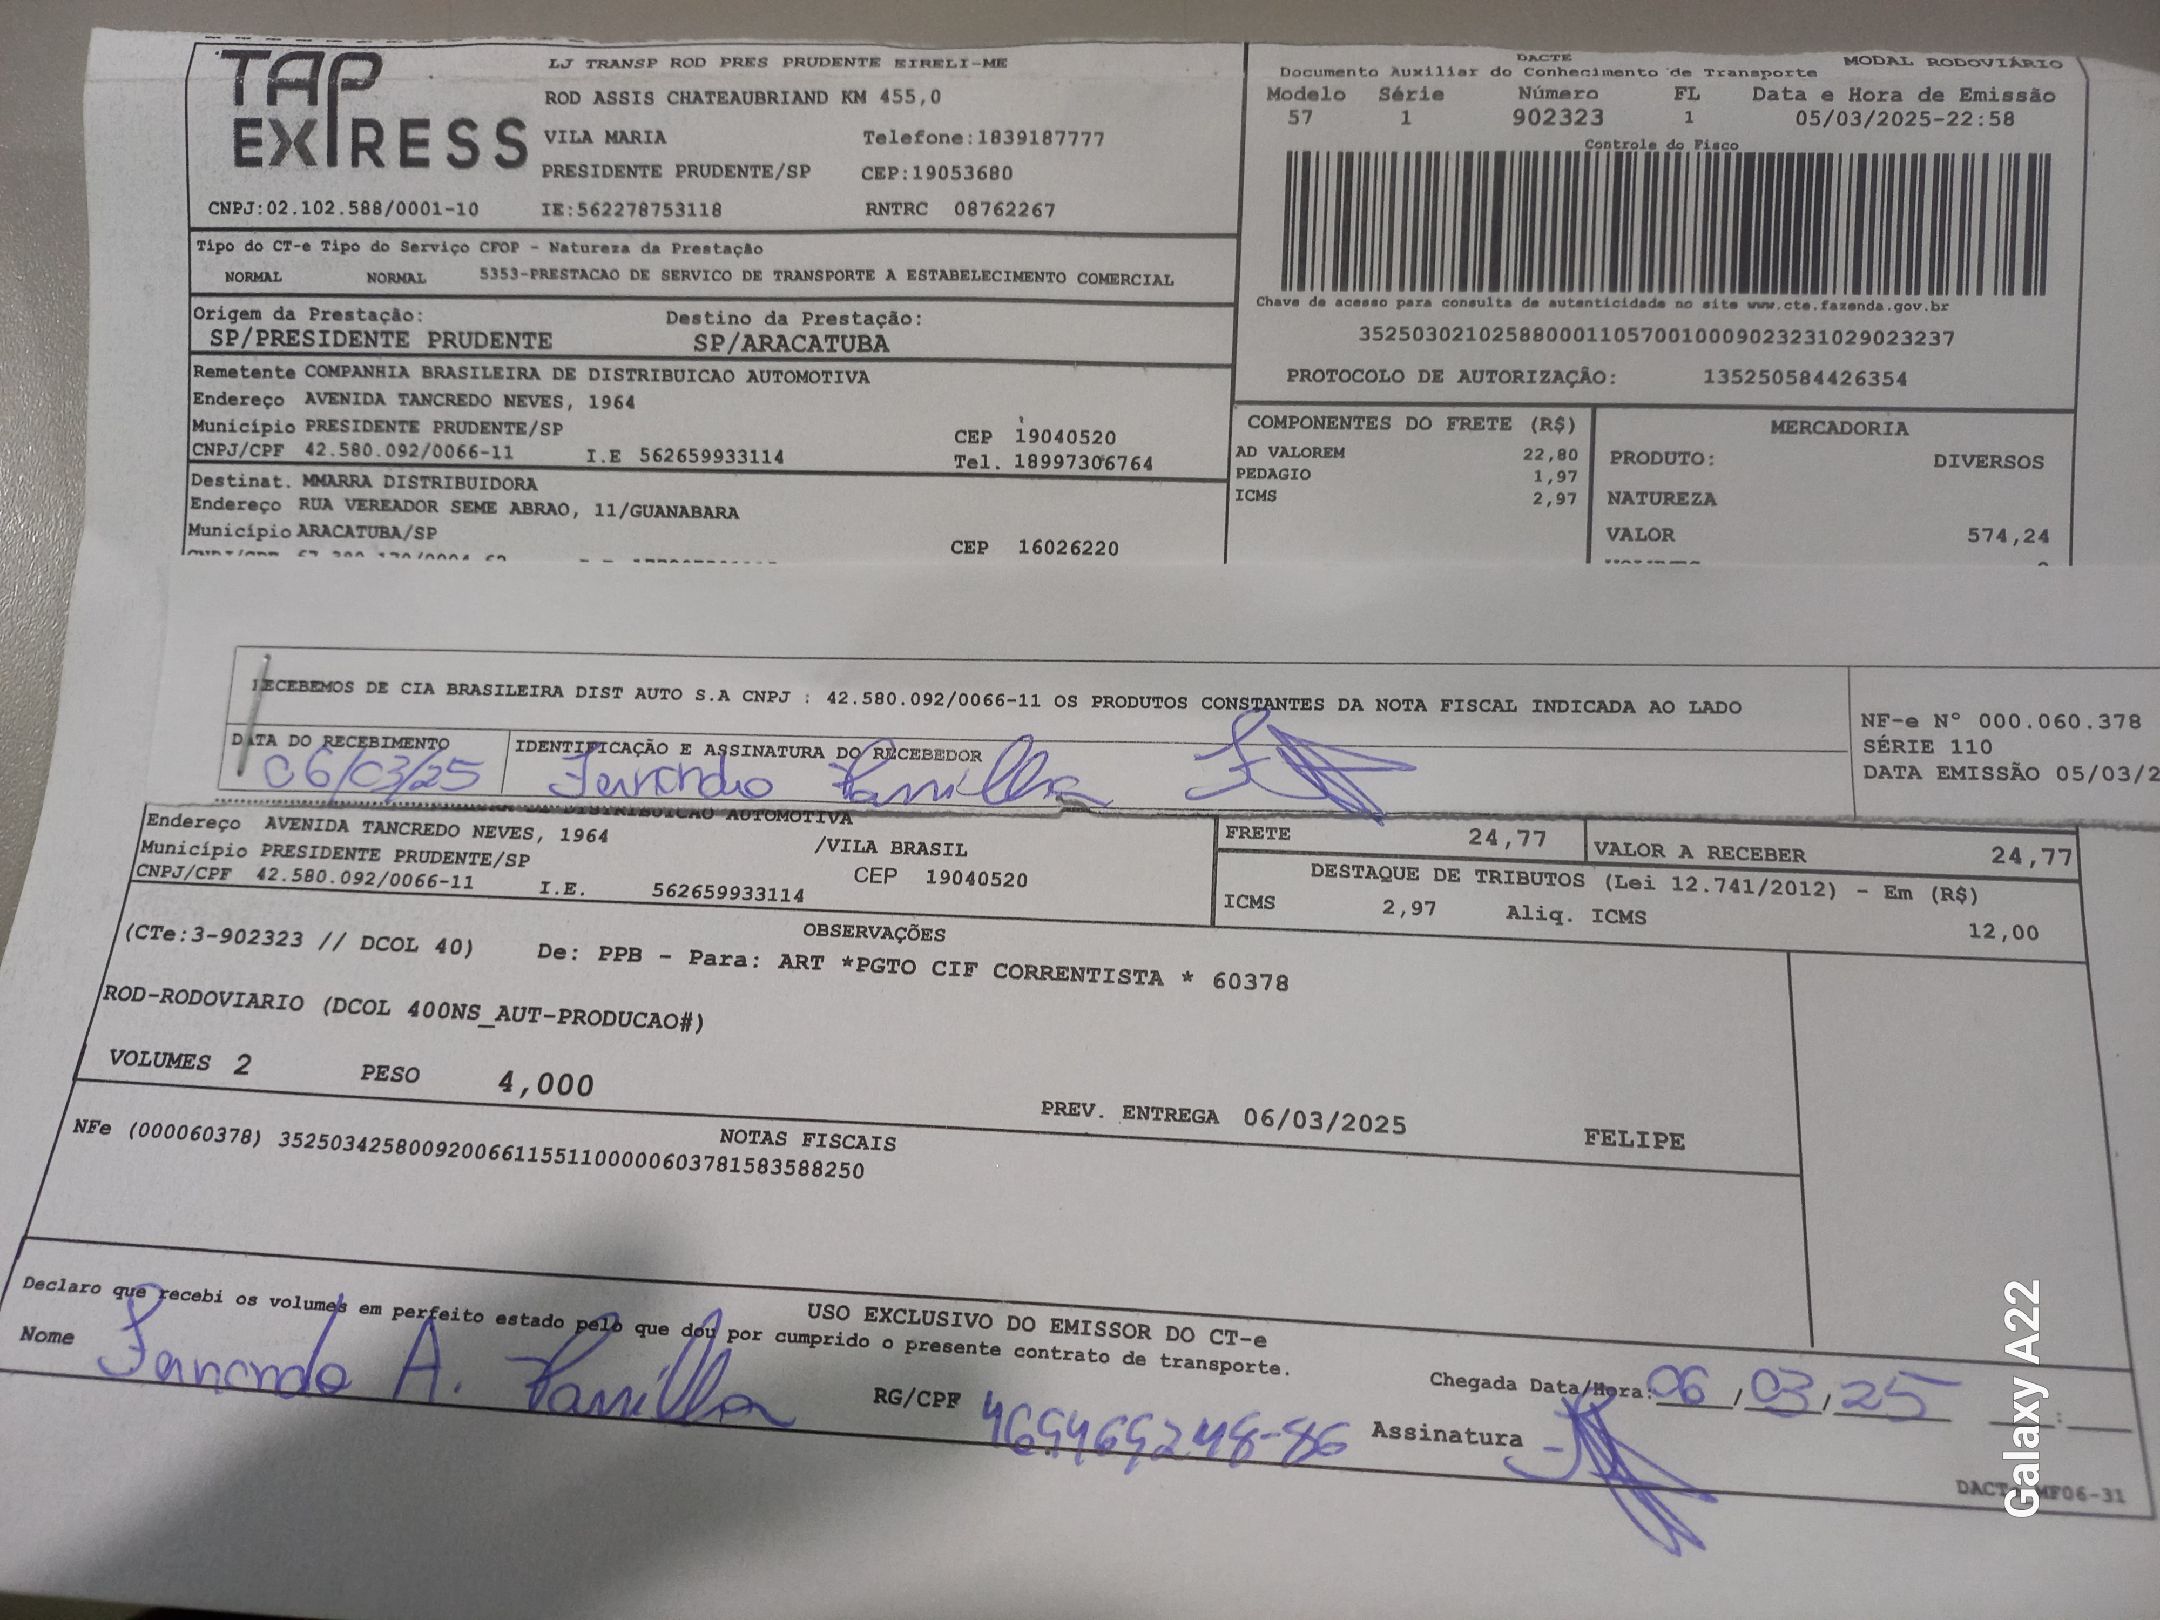 TAP EXPRESS
LJ TRANSP ROD PRES PRUDENTE EIRELI-ME
ROD ASSIS CHATEAUBRIAND KM 455,0
VILA MARIA Telefone:1839187777
PRESIDENTE PRUDENTE/SP CEP:19053680
CNPJ:02.102.588/0001-10 IE:562278753118 RNTRC 08762267
DACTE MODAL RODOVIÁRIO
Documento Auxiliar do Conhecimento de Transporte
Modelo Série Número FL Data e Hora de Emissão
57 1 902323 1 05/03/2025-22:58
Controle do Fisco
Chave de acesso para consulta de autenticidade no site www.cte.fazenda.gov.br
35250302102588000110570010009023231029023237
PROTOCOLO DE AUTORIZAÇÃO: 135250584426354
Tipo do CT-e Tipo do Serviço CFOP - Natureza da Prestação
NORMAL NORMAL 5353-PRESTACAO DE SERVICO DE TRANSPORTE A ESTABELECIMENTO COMERCIAL
Origem da Prestação: Destino da Prestação:
SP/PRESIDENTE PRUDENTE SP/ARACATUBA
Remetente COMPANHIA BRASILEIRA DE DISTRIBUICAO AUTOMOTIVA
Endereço AVENIDA TANCREDO NEVES, 1964
Município PRESIDENTE PRUDENTE/SP CEP 19040520
CNPJ/CPF 42.580.092/0066-11 I.E 562659933114 Tel. 18997306764
Destinat. MMARRA DISTRIBUIDORA
Endereço RUA VEREADOR SEME ABRAO, 11/GUANABARA
Município ARACATUBA/SP CEP 16026220
COMPONENTES DO FRETE (R$)
AD VALOREM 22,80
PEDAGIO 1,97
ICMS 2,97
MERCADORIA
PRODUTO: DIVERSOS
NATUREZA
VALOR 574,24
RECEBEMOS DE CIA BRASILEIRA DIST AUTO S.A CNPJ : 42.580.092/0066-11 OS PRODUTOS CONSTANTES DA NOTA FISCAL INDICADA AO LADO
DATA DO RECEBIMENTO IDENTIFICAÇÃO E ASSINATURA DO RECEBEDOR
06/03/25
NF-e N° 000.060.378
SÉRIE 110
DATA EMISSÃO 05/03/2
DE DISTRIBUICAO AUTOMOTIVA
Endereço AVENIDA TANCREDO NEVES, 1964 /VILA BRASIL
Município PRESIDENTE PRUDENTE/SP CEP 19040520
CNPJ/CPF 42.580.092/0066-11 I.E. 562659933114
FRETE 24,77 VALOR A RECEBER 24,77
DESTAQUE DE TRIBUTOS (Lei 12.741/2012) - Em (R$)
ICMS 2,97 Aliq. ICMS 12,00
OBSERVAÇÕES
(CTe:3-902323 // DCOL 40) De: PPB - Para: ART *PGTO CIF CORRENTISTA * 60378
ROD-RODOVIARIO (DCOL 400NS_AUT-PRODUCAO#)
VOLUMES 2 PESO 4,000 PREV. ENTREGA 06/03/2025 FELIPE
NOTAS FISCAIS
NFe (000060378) 35250342580092006611551100000603781583588250
USO EXCLUSIVO DO EMISSOR DO CT-e
Declaro que recebi os volumes em perfeito estado pelo que dou por cumprido o presente contrato de transporte.
Nome A. RG/CPF Assinatura
Chegada Data/Hora: 06/03/25 :
Galaxy A22